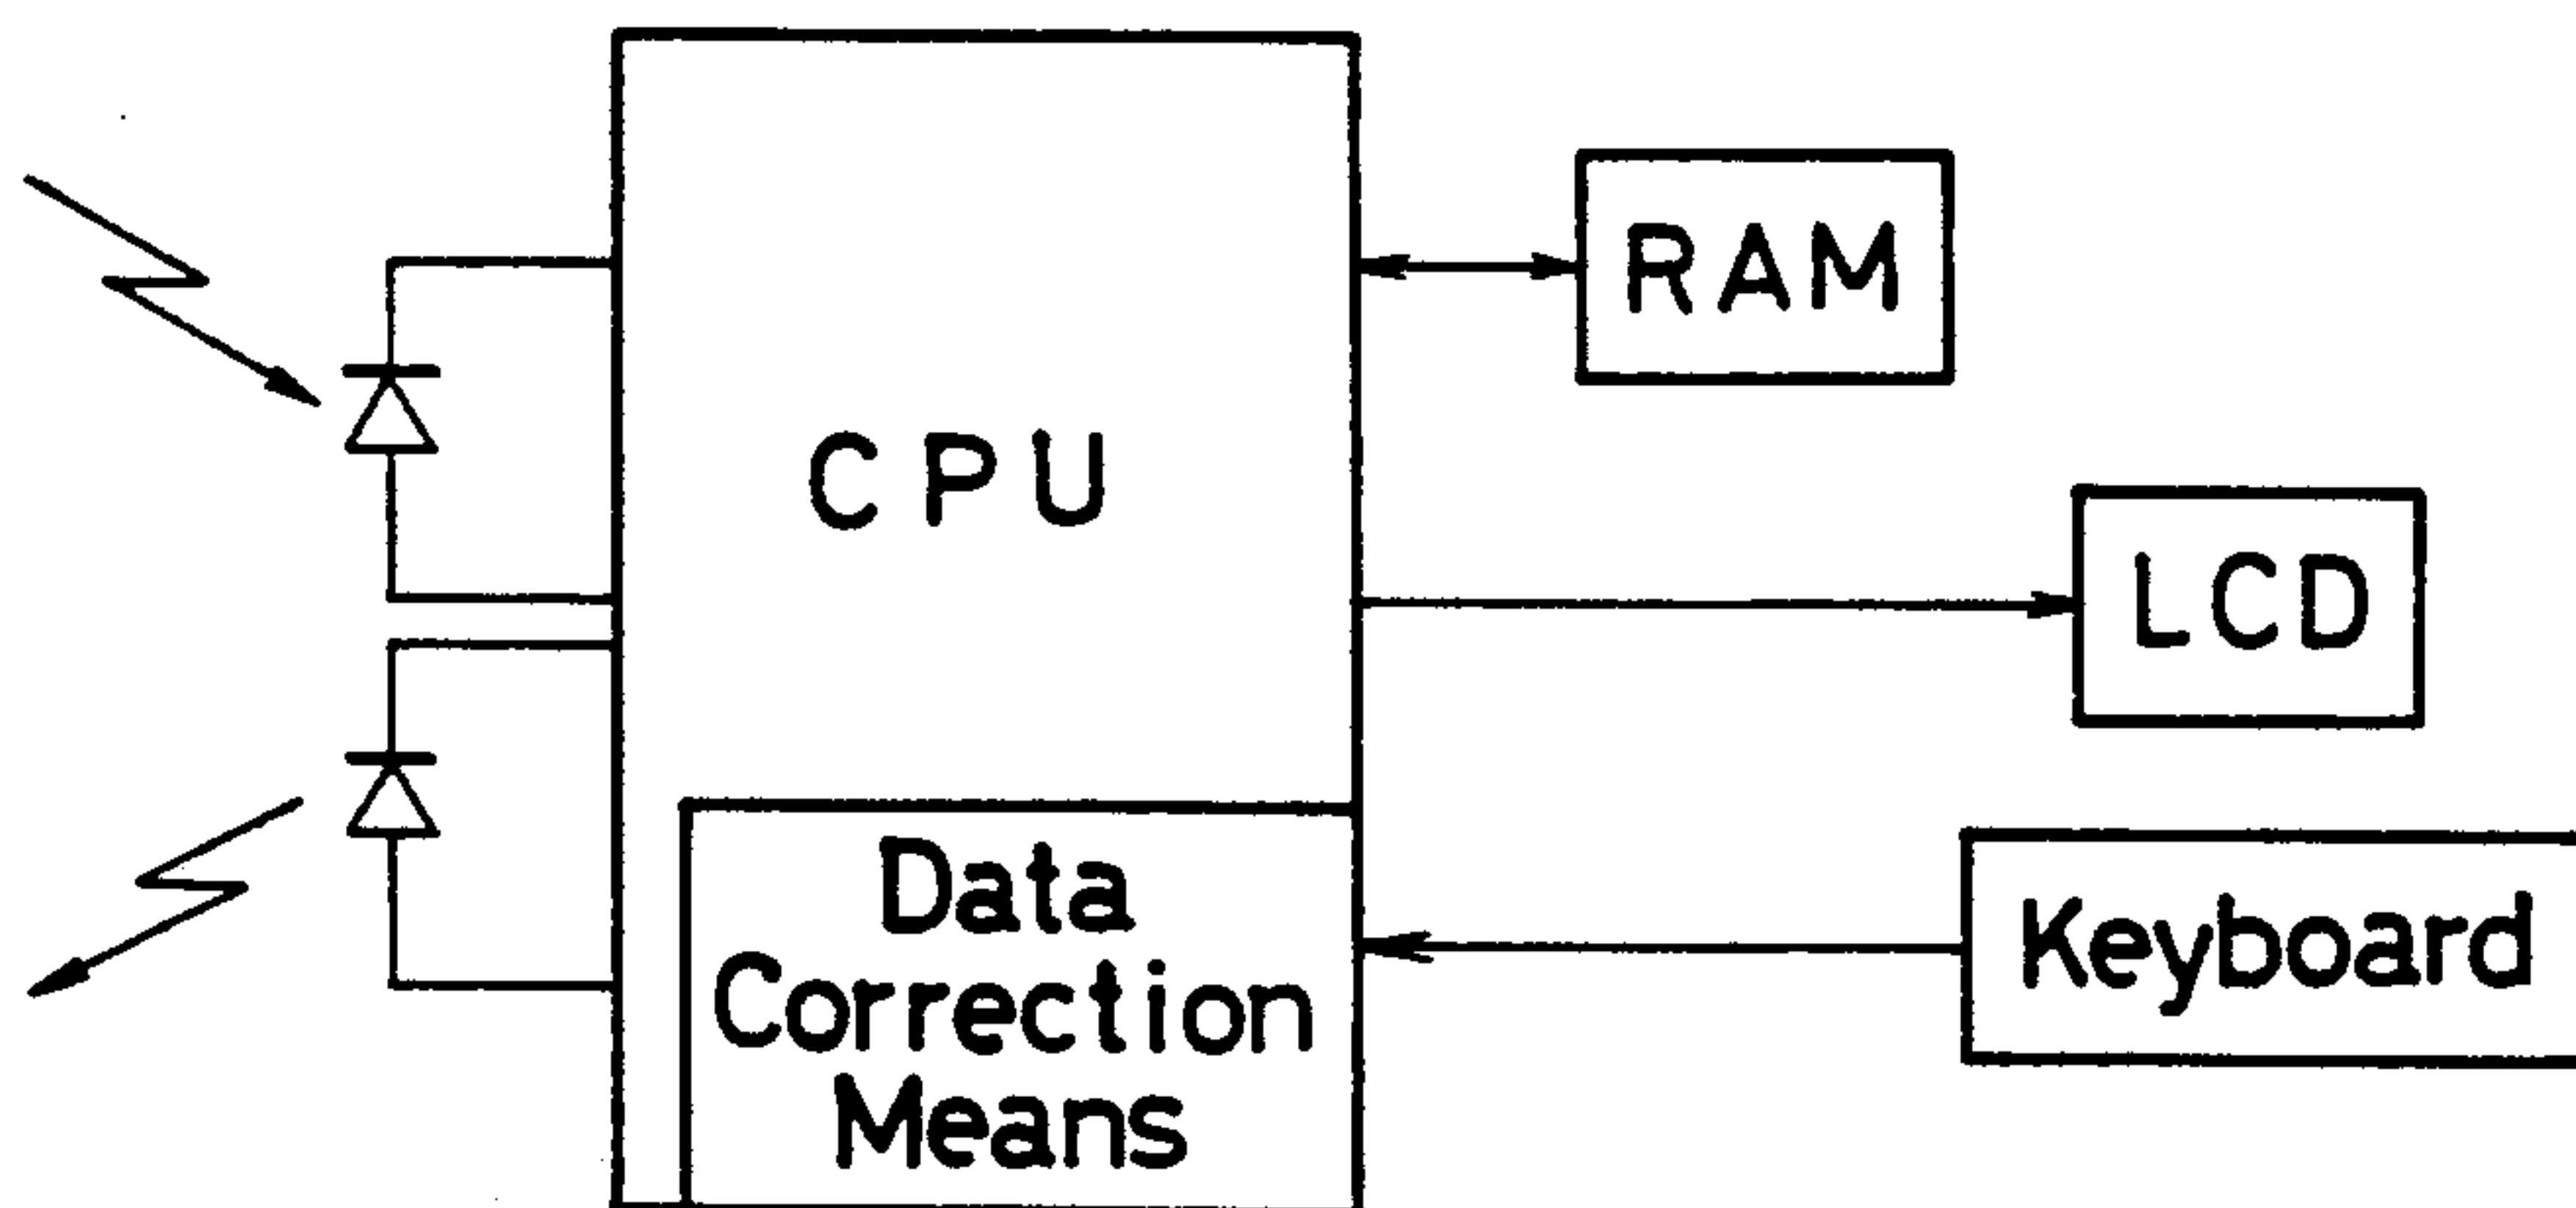 CPU
RAM
LCD
Data
Correction
Means
Keyboard